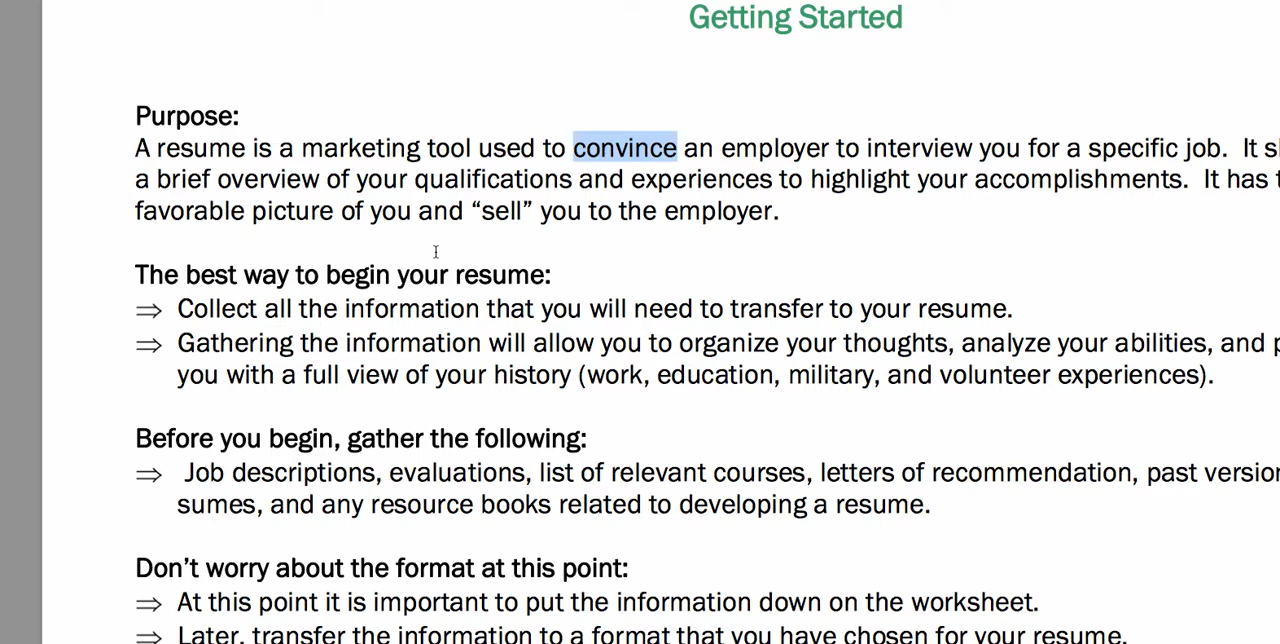 Getting Started
Purpose:
A resume is a marketing tool used to convince an employer to interview you for a specific job. It
a brief overview of your qualifications and experiences to highlight your accomplishments. It has
favorable picture of you and “sell” you to the employer.
The best way to begin your resume:
⇒ Collect all the information that you will need to transfer to your resume.
⇒ Gathering the information will allow you to organize your thoughts, analyze your abilities, and
you with a full view of your history (work, education, military, and volunteer experiences).
Before you begin, gather the following:
⇒ Job descriptions, evaluations, list of relevant courses, letters of recommendation, past
sumes, and any resource books related to developing a resume.
Don’t worry about the format at this point:
⇒ At this point it is important to put the information down on the worksheet.
⇒ Later, transfer the information to a format that you have chosen for your resume.